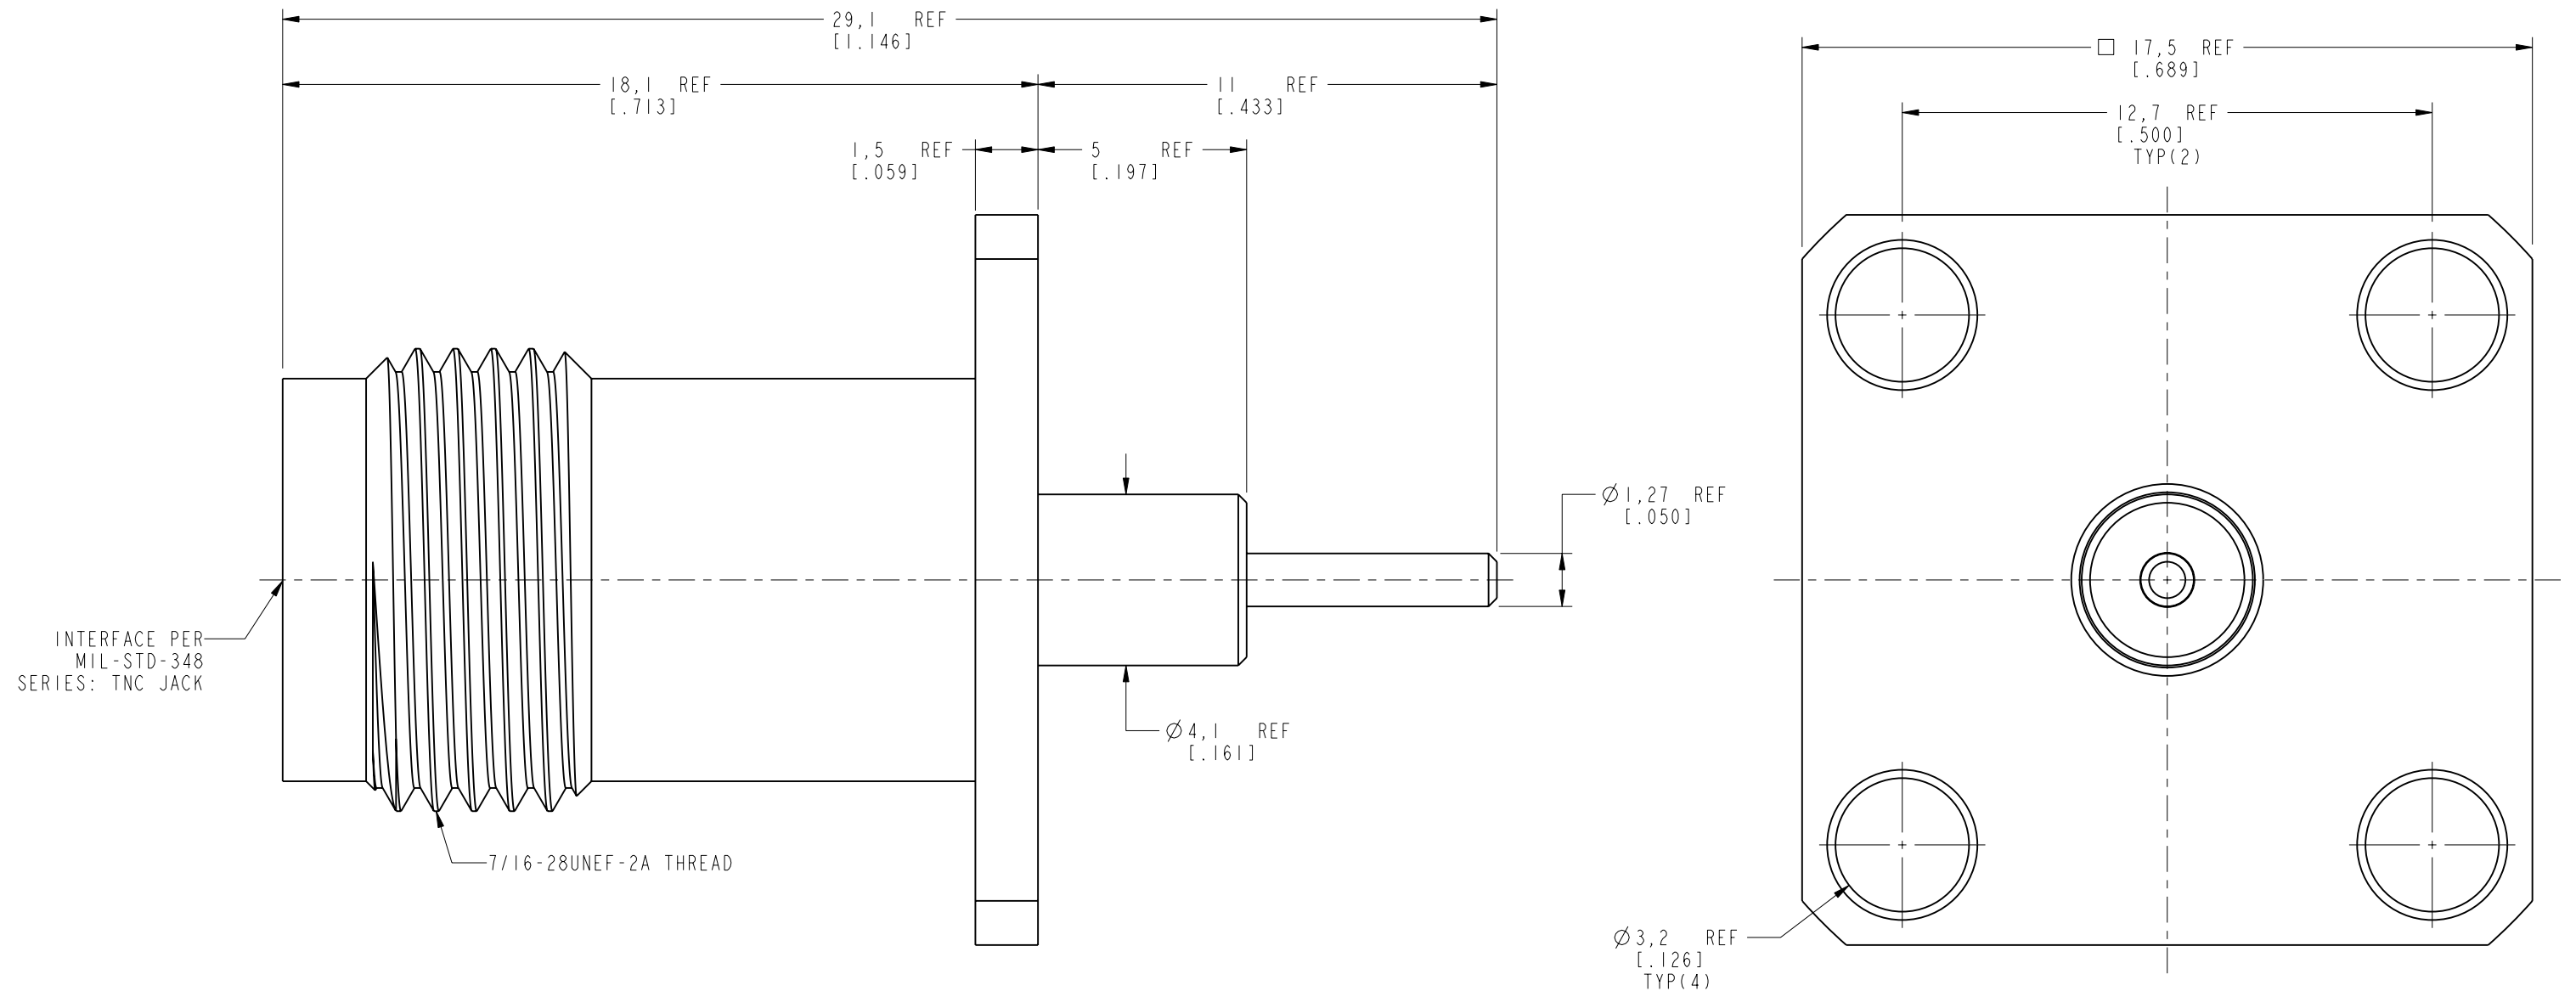 29,1 REF
[1.146]
18,1 REF
[.713]
11 REF
[.433]
1,5 REF
[.059]
5 REF
[.197]
□ 17,5 REF
[.689]
12,7 REF
[.500]
TYP(2)
Ø1,27 REF
[.050]
INTERFACE PER
MIL-STD-348
SERIES: TNC JACK
Ø4,1 REF
[.161]
7/16-28UNEF-2A THREAD
Ø3,2 REF
[.126]
TYP(4)